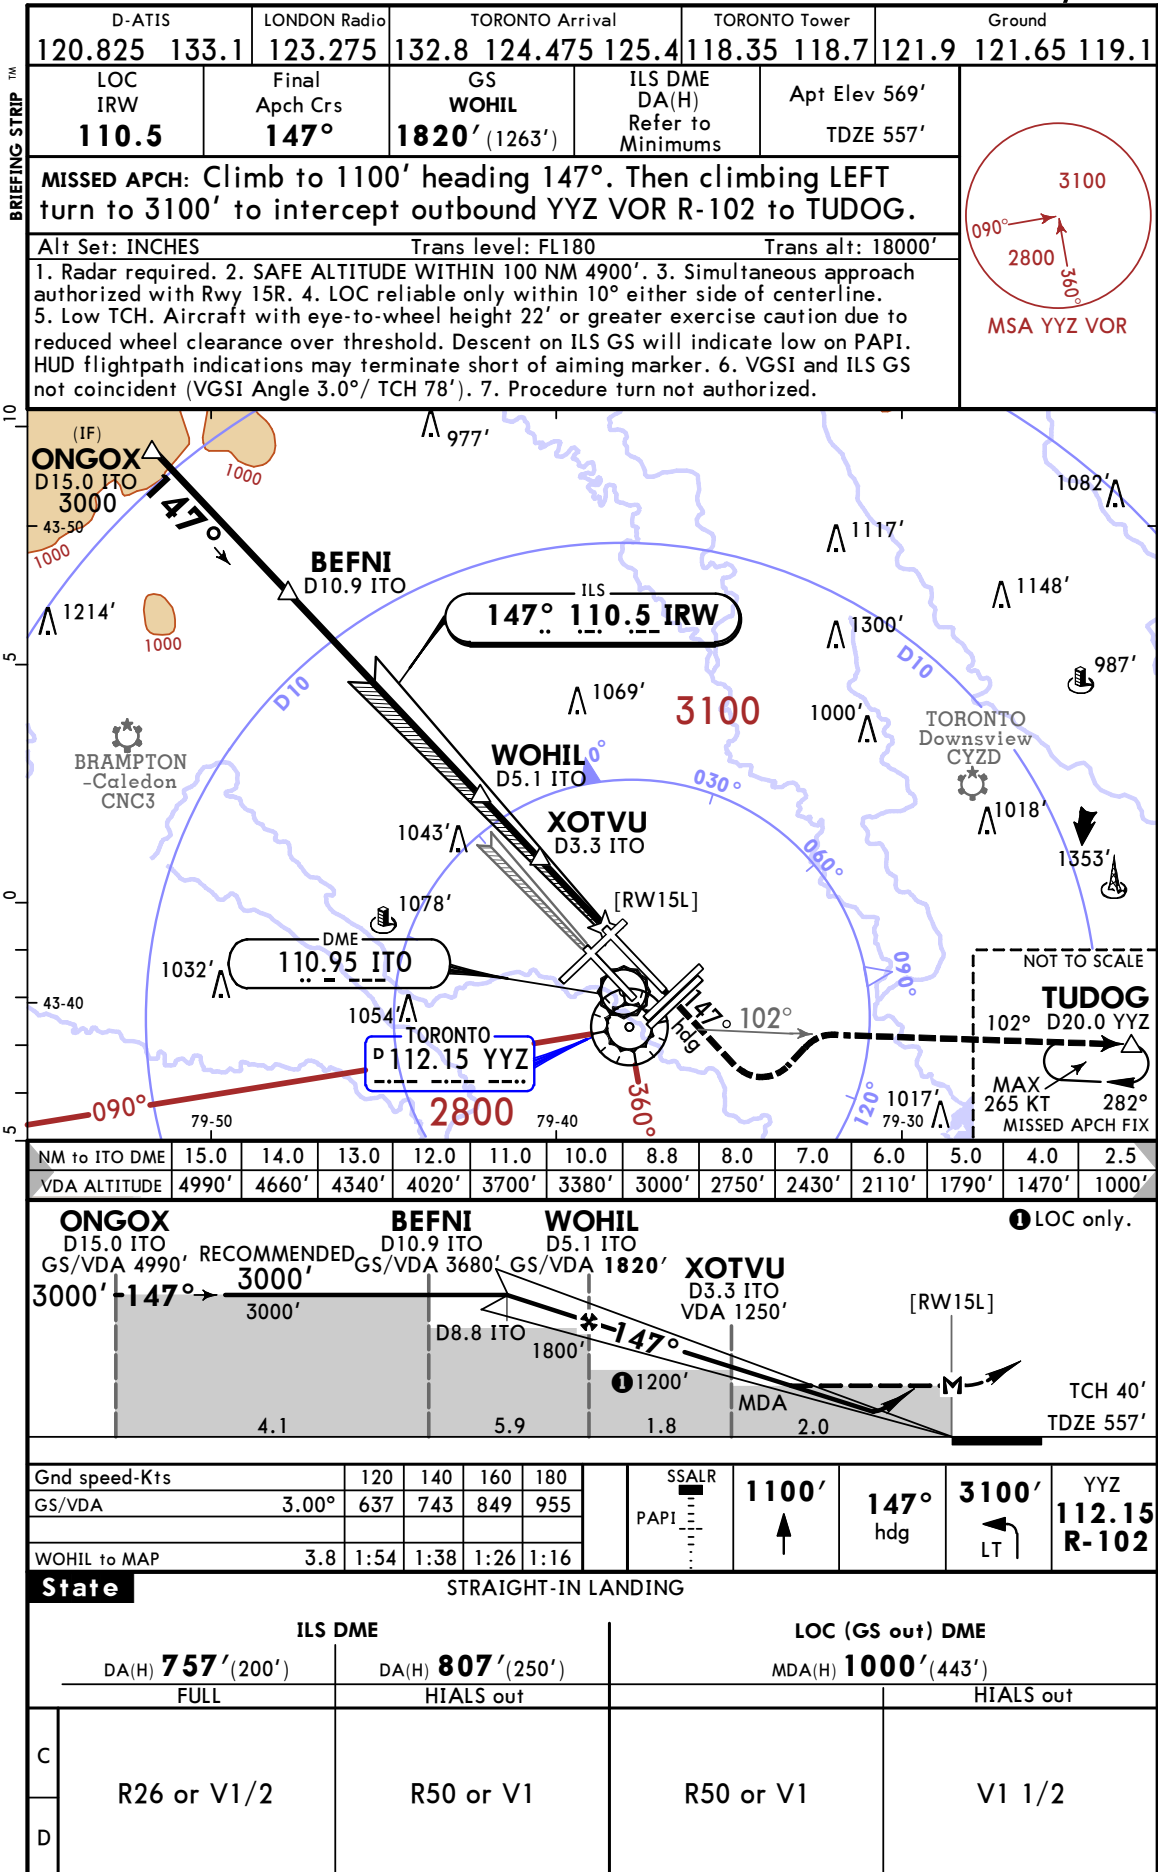 D-ATIS
120.825 133.1
LONDON Radio
123.275
TORONTO Arrival
132.8 124.475 125.4
TORONTO Tower
118.35 118.7
Ground
121.9 121.65 119.1
BRIEFING STRIP TM
LOC
IRW
110.5
Final
Apch Crs
147°
GS
WOHIL
1820' (1263')
ILS DME
DA(H)
Refer to
Minimums
Apt Elev 569'
TDZE 557'
MISSED APCH: Climb to 1100' heading 147°. Then climbing LEFT
turn to 3100' to intercept outbound YYZ VOR R-102 to TUDOG.
Alt Set: INCHES Trans level: FL180 Trans alt: 18000'
1. Radar required. 2. SAFE ALTITUDE WITHIN 100 NM 4900'. 3. Simultaneous approach
authorized with Rwy 15R. 4. LOC reliable only within 10° either side of centerline.
5. Low TCH. Aircraft with eye-to-wheel height 22' or greater exercise caution due to
reduced wheel clearance over threshold. Descent on ILS GS will indicate low on PAPI.
HUD flightpath indications may terminate short of aiming marker. 6. VGSI and ILS GS
not coincident (VGSI Angle 3.0°/ TCH 78'). 7. Procedure turn not authorized.
3100
090°
2800
360°
MSA YYZ VOR
10
(IF)
ONGOX
D15.0 ITO
3000
147°
43-50
1000
1000
977'
1082'
1117'
BEFNI
D10.9 ITO
1148'
1214'
1000
ILS
147° 110.5 IRW
1300'
5
D10
D10
987'
1069'
3100
1000'
TORONTO
Downsview
CYZD
BRAMPTON
-Caledon
CNC3
WOHIL
D5.1 ITO
0°
030°
1018'
XOTVU
D3.3 ITO
1043'
060°
1353'
0
1078'
[RW15L]
DME
110.95 ITO
1032'
090°
NOT TO SCALE
TUDOG
D20.0 YYZ
102°
43-40
1054'
147°
hdg
102°
TORONTO
D 112.15 YYZ
MAX
265 KT
282°
MISSED APCH FIX
090°
2800
360°
120°
1017'
5
79-50
79-40
79-30
NM to ITO DME 15.0 14.0 13.0 12.0 11.0 10.0 8.8 8.0 7.0 6.0 5.0 4.0 2.5
VDA ALTITUDE 4990' 4660' 4340' 4020' 3700' 3380' 3000' 2750' 2430' 2110' 1790' 1470' 1000'
ONGOX
D15.0 ITO
GS/VDA 4990'
RECOMMENDED
3000'
BEFNI
D10.9 ITO
GS/VDA 3680'
WOHIL
D5.1 ITO
GS/VDA 1820'
1 LOC only.
XOTVU
D3.3 ITO
VDA 1250'
3000' 147°
3000'
D8.8 ITO
1800'
147°
[RW15L]
1 1200'
MDA
M
TCH 40'
TDZE 557'
4.1 5.9 1.8 2.0
Gnd speed-Kts 120 140 160 180
GS/VDA 3.00° 637 743 849 955
WOHIL to MAP 3.8 1:54 1:38 1:26 1:16
SSALR
PAPI
1100'
147°
hdg
3100'
LT
YYZ
112.15
R-102
State
STRAIGHT-IN LANDING
ILS DME
LOC (GS out) DME
DA(H) 757' (200')
DA(H) 807' (250')
MDA(H) 1000' (443')
FULL
HIALS out
HIALS out
C
R26 or V1/2
R50 or V1
R50 or V1
V1 1/2
D